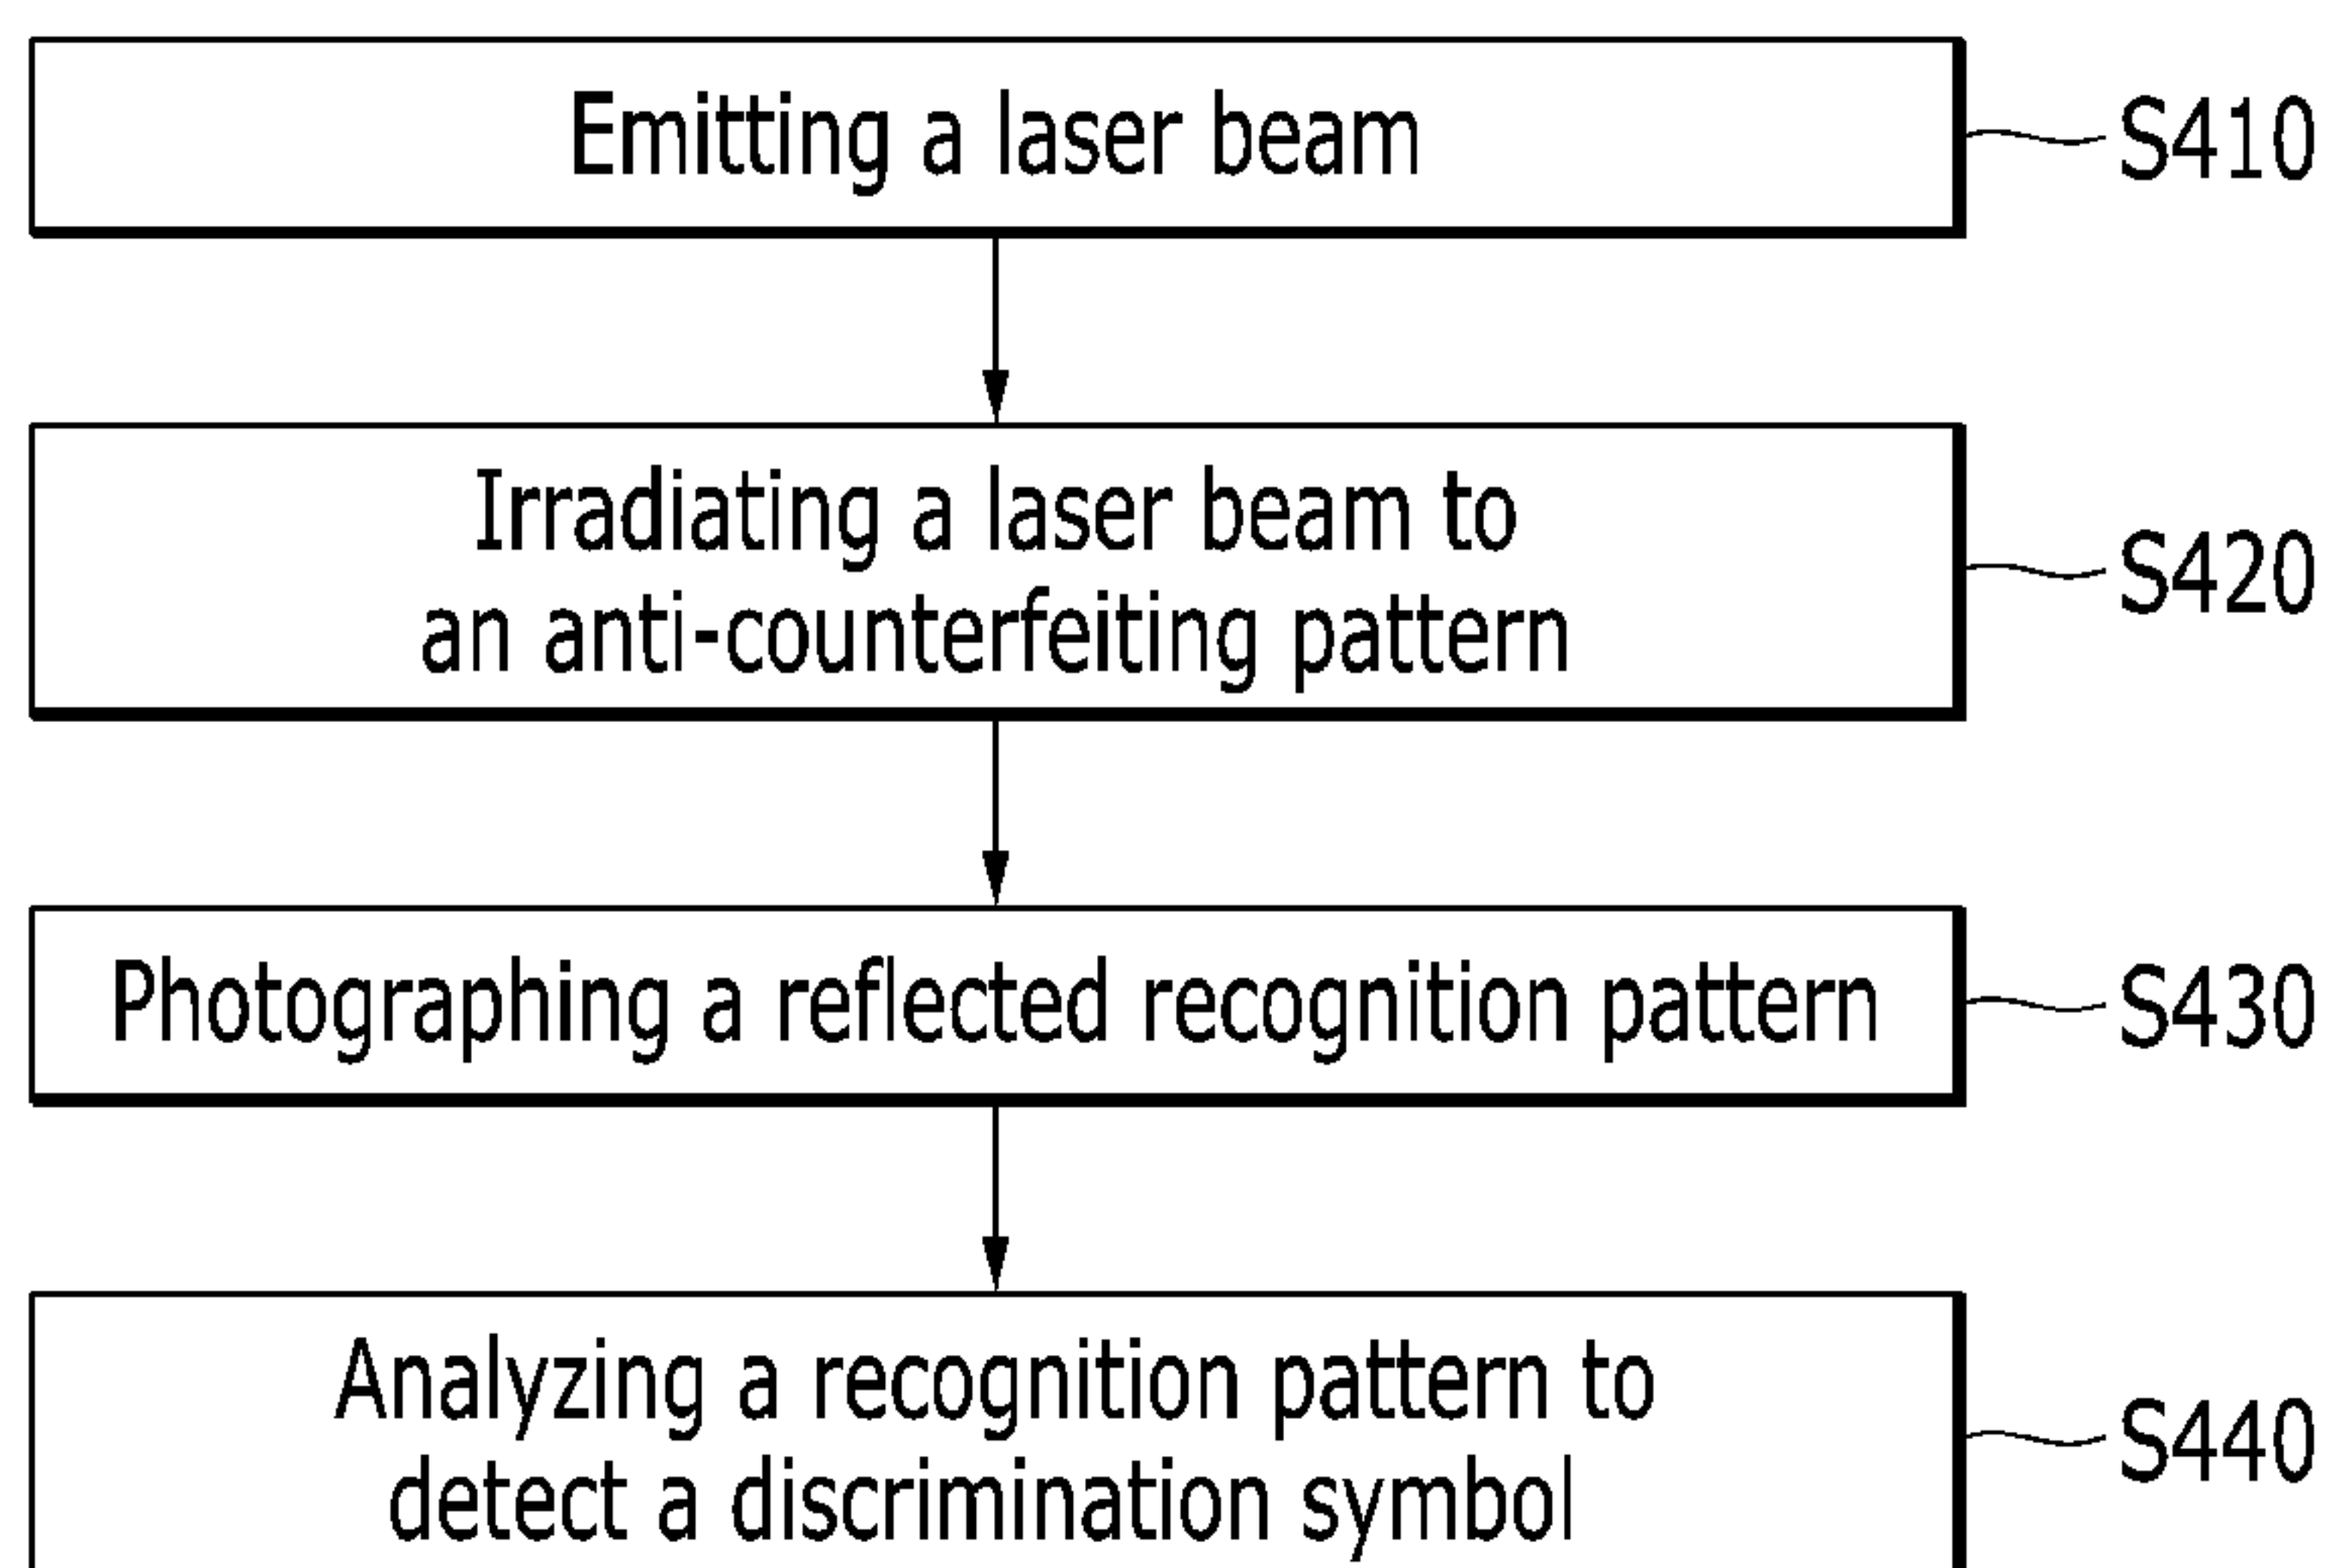 Emitting a laser beam
S410
Irradiating a laser beam to
an anti-counterfeiting pattern
S420
Photographing a reflected recognition pattern
S430
Analyzing a recognition pattern to
detect a discrimination symbol
S440